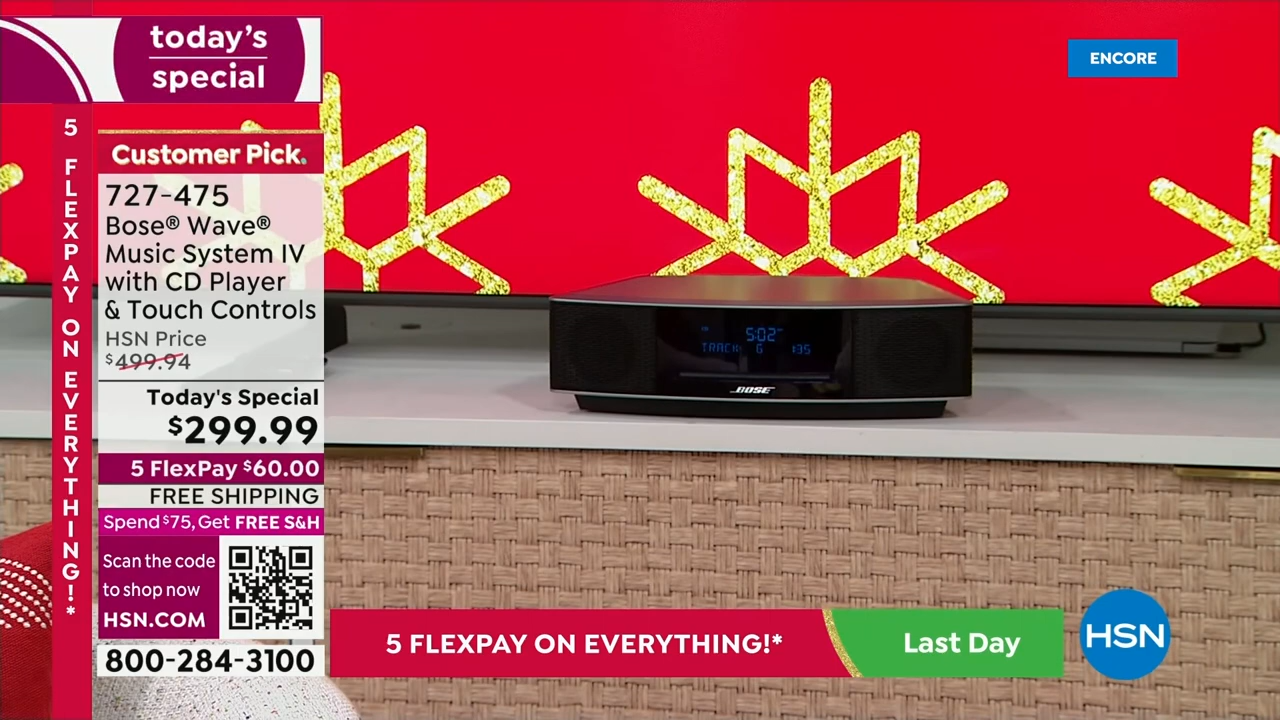 today's
special
ENCORE
5 FLEXPAY ON EVERYTHING!*
Customer Pick.
727-475
Bose® Wave®
Music System IV
with CD Player
& Touch Controls
HSN Price
$499.94
Today's Special
$299.99
5 FlexPay $60.00
FREE SHIPPING
Spend $75, Get FREE S&H
Scan the code
to shop now
HSN.COM
800-284-3100
5:02
TRACK 6 1:35
BOSE
5 FLEXPAY ON EVERYTHING!*
Last Day
HSN